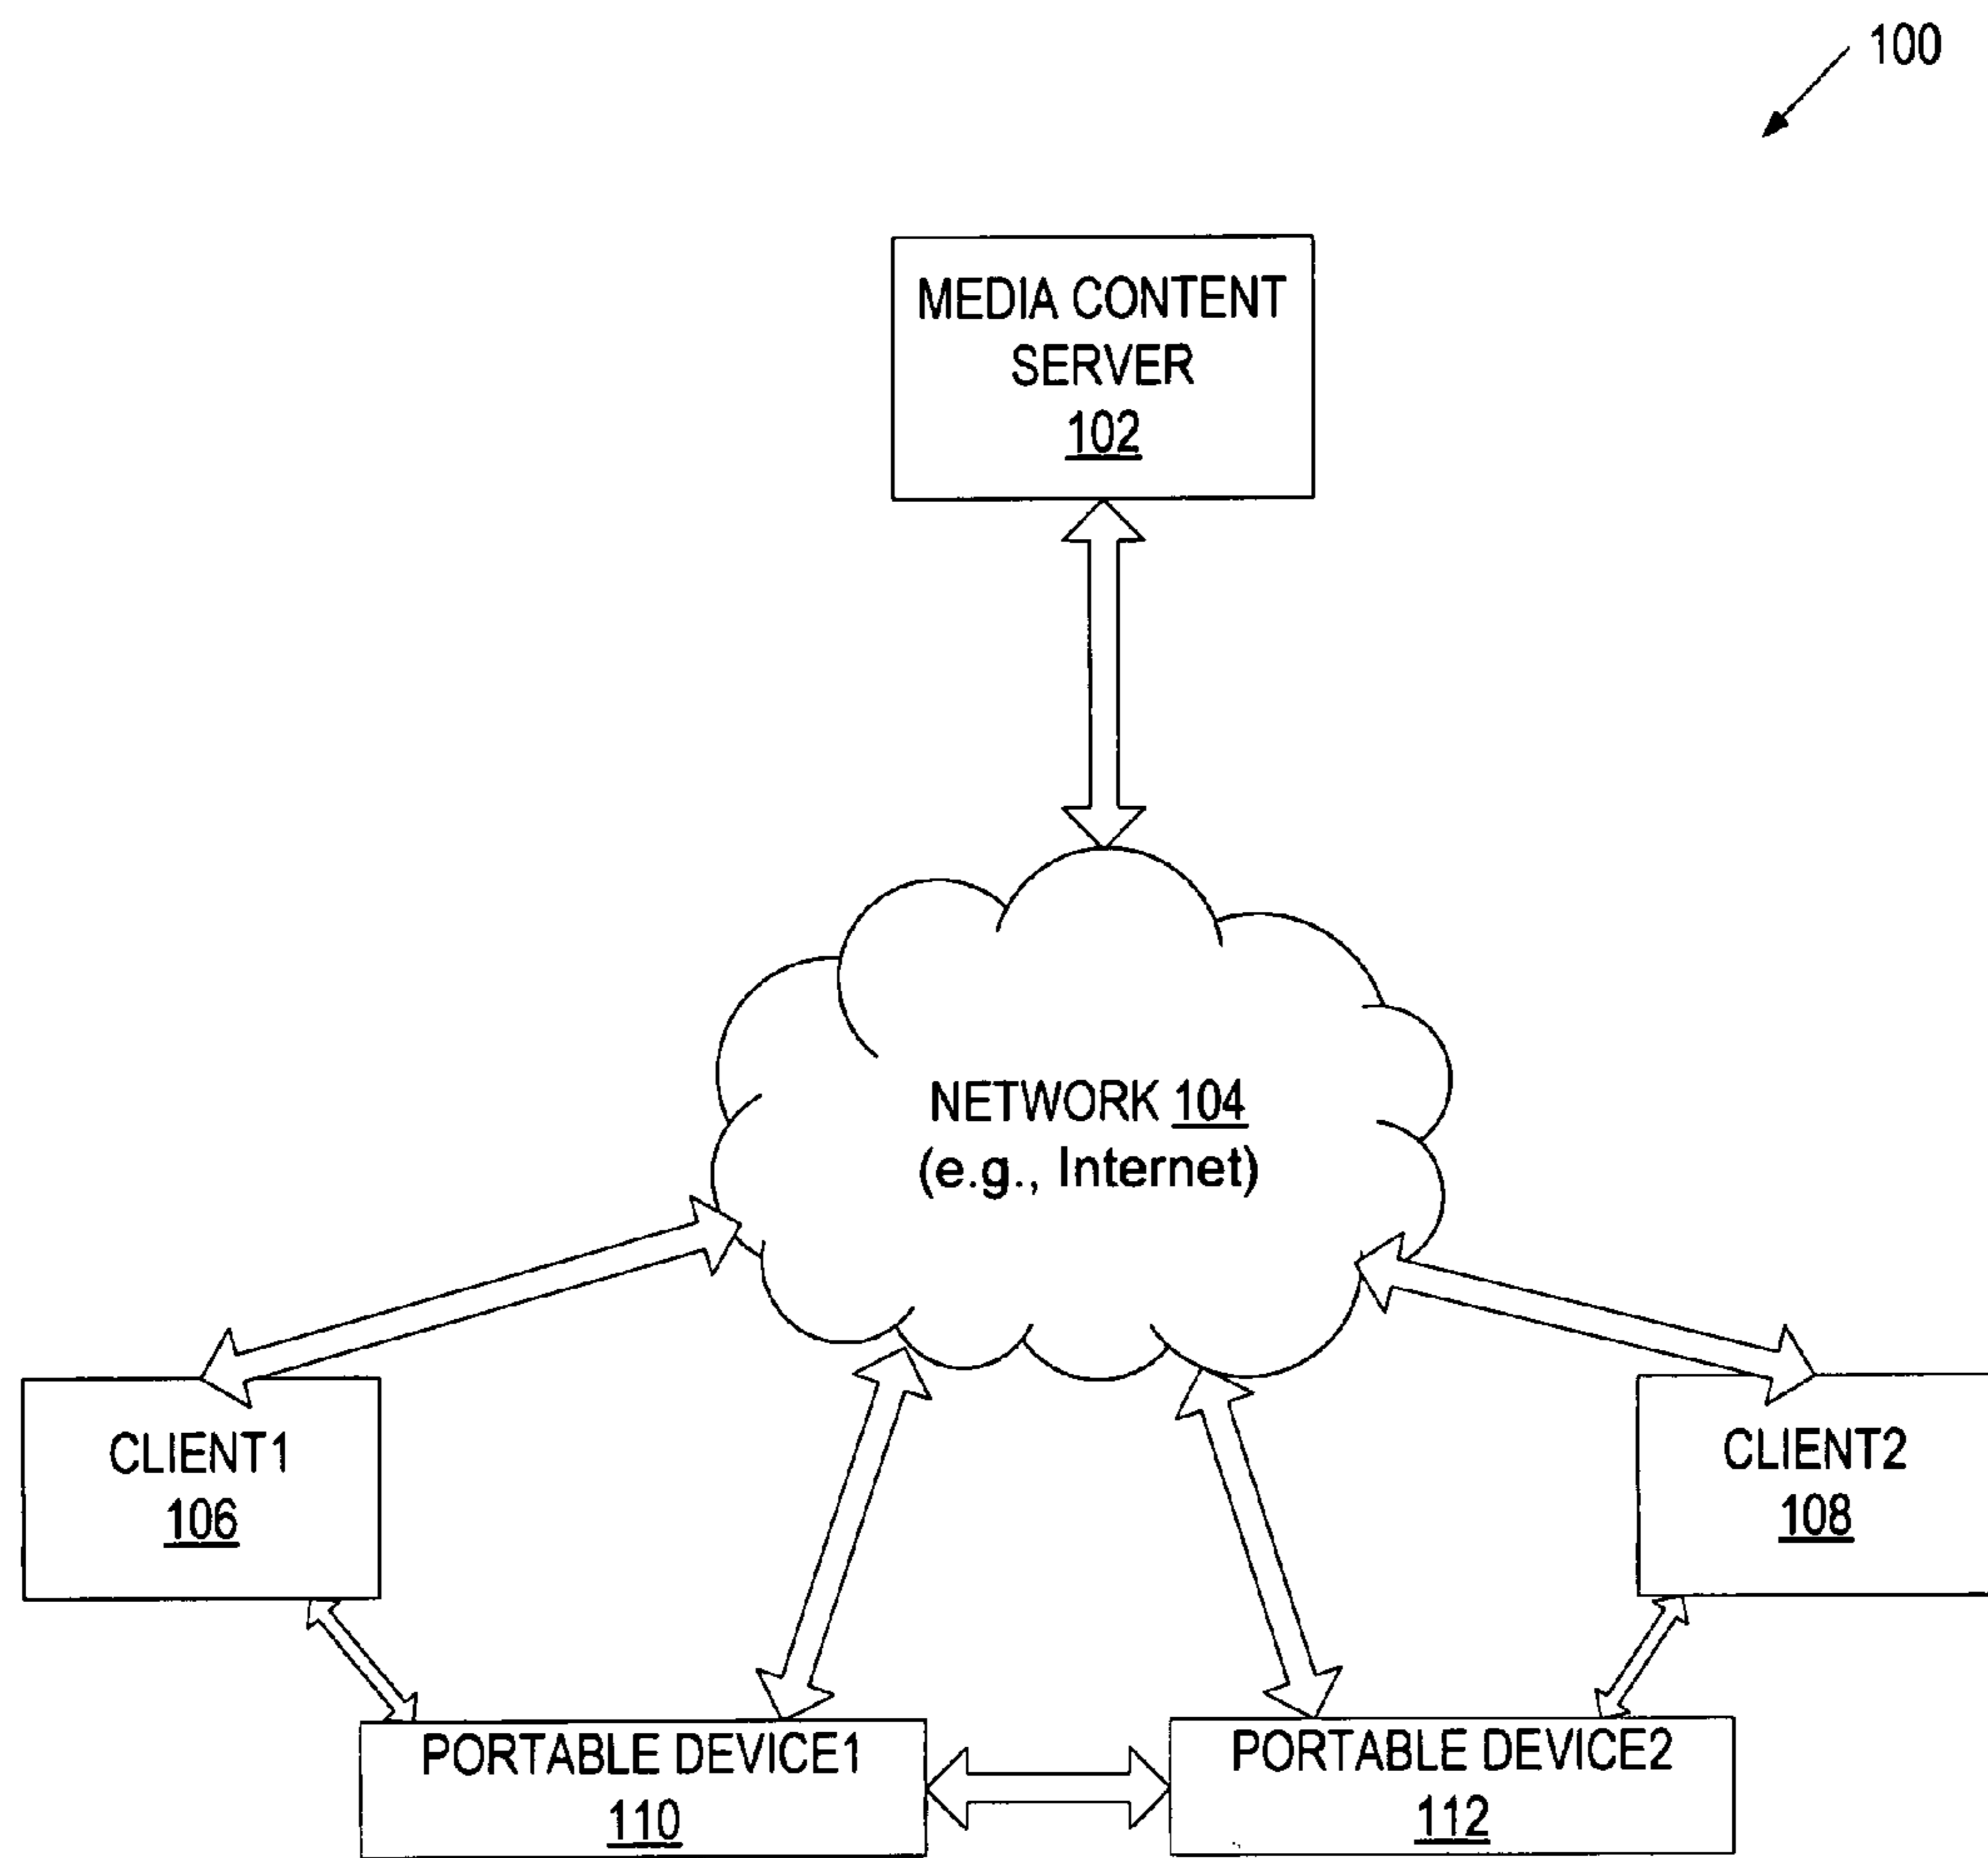 100
MEDIA CONTENT
SERVER
102
NETWORK 104
(e.g., Internet)
CLIENT1
106
CLIENT2
108
PORTABLE DEVICE1
110
PORTABLE DEVICE2
112